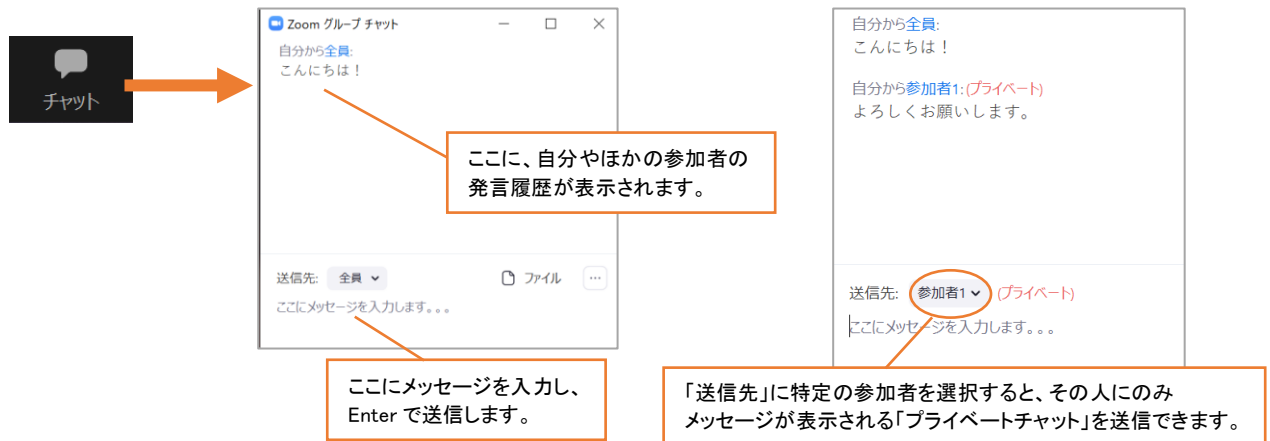 チャット
Zoom グループ チャット
自分から全員:
こんにちは！
ここに、自分やほかの参加者の
発言履歴が表示されます。
送信先: 全員 ファイル
ここにメッセージを入力します。。。
ここにメッセージを入力し、
Enter で送信します。
自分から全員:
こんにちは！
自分から参加者1:(プライベート)
よろしくお願いします。
送信先: 参加者1 (プライベート)
ここにメッセージを入力します。。。
「送信先」に特定の参加者を選択すると、その人にのみ
メッセージが表示される「プライベートチャット」を送信できます。